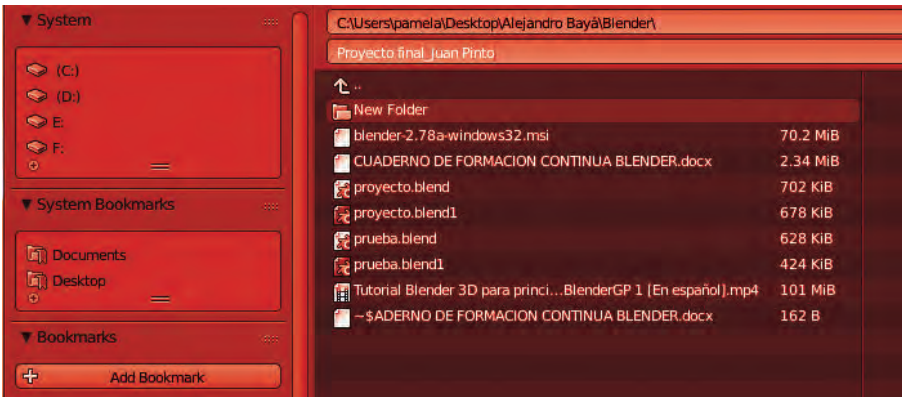 System
(C:)
(D:)
E:
F:
System Bookmarks
Documents
Desktop
Bookmarks
Add Bookmark
C:\Users\pamela\Desktop\Alejandro Bayá\Blender\
Proyecto final_Juan Pinto
..
New Folder
blender-2.78a-windows32.msi 70.2 MiB
CUADERNO DE FORMACION CONTINUA BLENDER.docx 2.34 MiB
proyecto.blend 702 KiB
proyecto.blend1 678 KiB
prueba.blend 628 KiB
prueba.blend1 424 KiB
Tutorial Blender 3D para princi...BlenderGP 1 [En español].mp4 101 MiB
~$ADERNO DE FORMACION CONTINUA BLENDER.docx 162 B